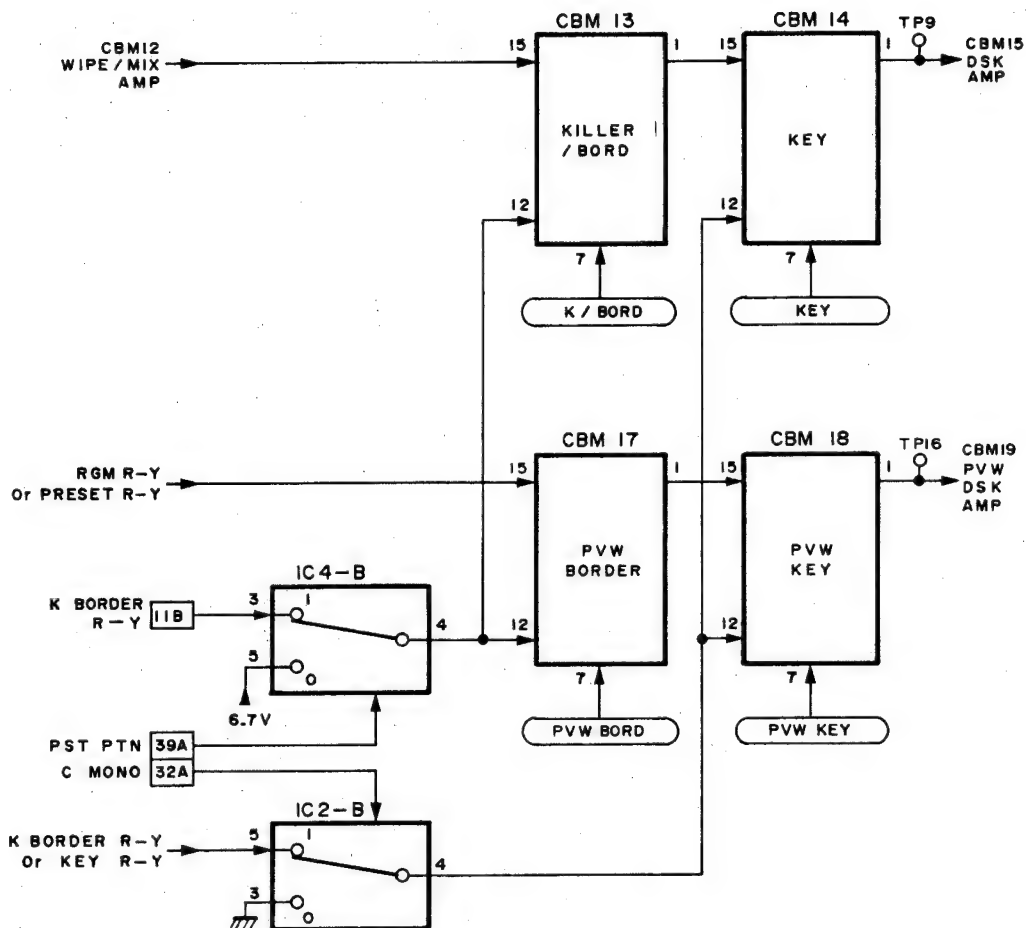 CBM 13
CBM 14
TP9
CBM12
WIPE/MIX
AMP
15
1
15
1
CBM15
DSK
AMP
KILLER
/BORD
KEY
12
12
7
7
K / BORD
KEY
CBM 17
CBM 18
TP16
RGM R-Y
Or PRESET R-Y
15
1
15
1
CBM19
PVW
DSK
AMP
PVW
BORDER
PVW
KEY
IC4-B
K BORDER
R-Y
11B
3
1
4
12
12
5
0
6.7V
7
7
PVW BORD
PVW KEY
PST PTN 39A
C MONO 32A
IC2-B
K BORDER R-Y
Or KEY R-Y
5
1
4
3
0